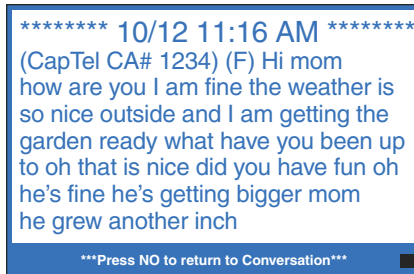 ******** 10/12 11:16 AM ********
(CapTel CA# 1234) (F) Hi mom
how are you I am fine the weather is
so nice outside and I am getting the
garden ready what have you been up
to oh that is nice did you have fun oh
he's fine he's getting bigger mom
he grew another inch
***Press NO to return to Conversation***